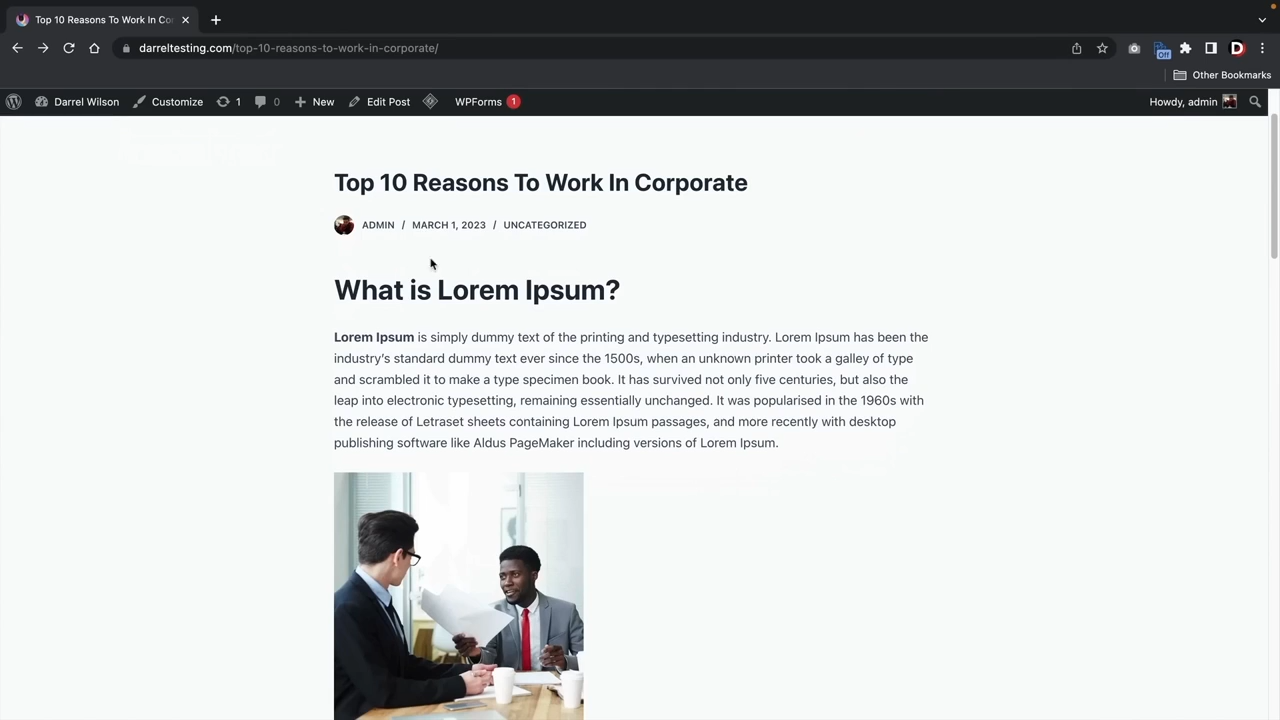 Top 10 Reasons To Work In Co
darreltesting.com/top-10-reasons-to-work-in-corporate/
Off
D
Other Bookmarks
Darrel Wilson
Customize
1
0
New
Edit Post
WPForms 1
Howdy, admin
Top 10 Reasons To Work In Corporate
ADMIN / MARCH 1, 2023 / UNCATEGORIZED
What is Lorem Ipsum?
Lorem Ipsum is simply dummy text of the printing and typesetting industry. Lorem Ipsum has been the
industry’s standard dummy text ever since the 1500s, when an unknown printer took a galley of type
and scrambled it to make a type specimen book. It has survived not only five centuries, but also the
leap into electronic typesetting, remaining essentially unchanged. It was popularised in the 1960s with
the release of Letraset sheets containing Lorem Ipsum passages, and more recently with desktop
publishing software like Aldus PageMaker including versions of Lorem Ipsum.